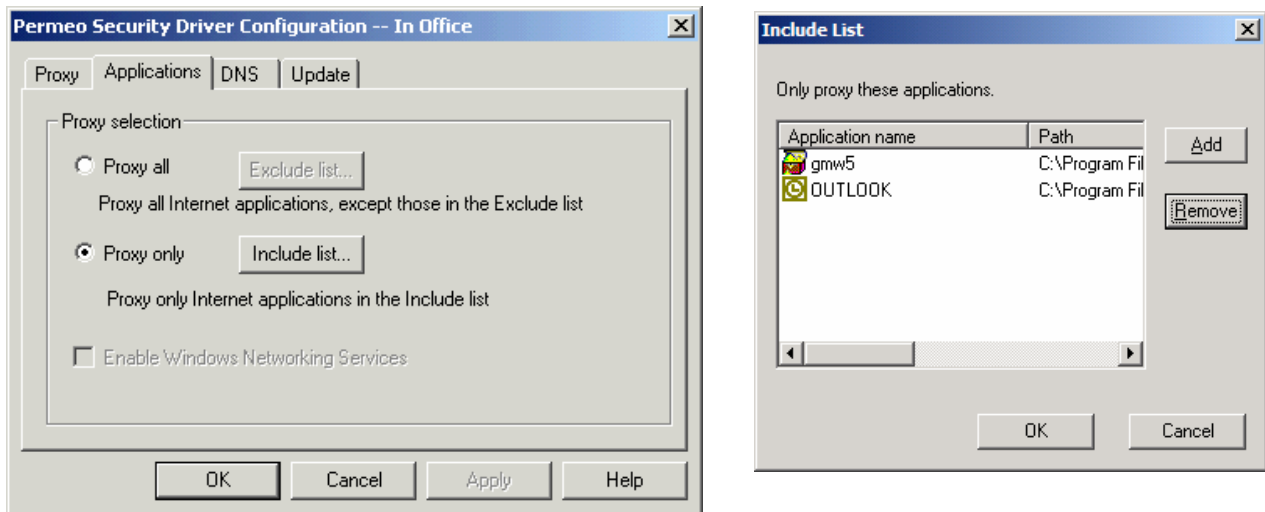 Permeo Security Driver Configuration -- In Office
Proxy Applications DNS Update
Proxy selection
Proxy all Exclude list...
Proxy all Internet applications, except those in the Exclude list
Proxy only Include list...
Proxy only Internet applications in the Include list
Enable Windows Networking Services
OK Cancel Apply Help
Include List
Only proxy these applications.
Application name Path
gmw5 C:\Program Fil
OUTLOOK C:\Program Fil
Add
Remove
OK Cancel